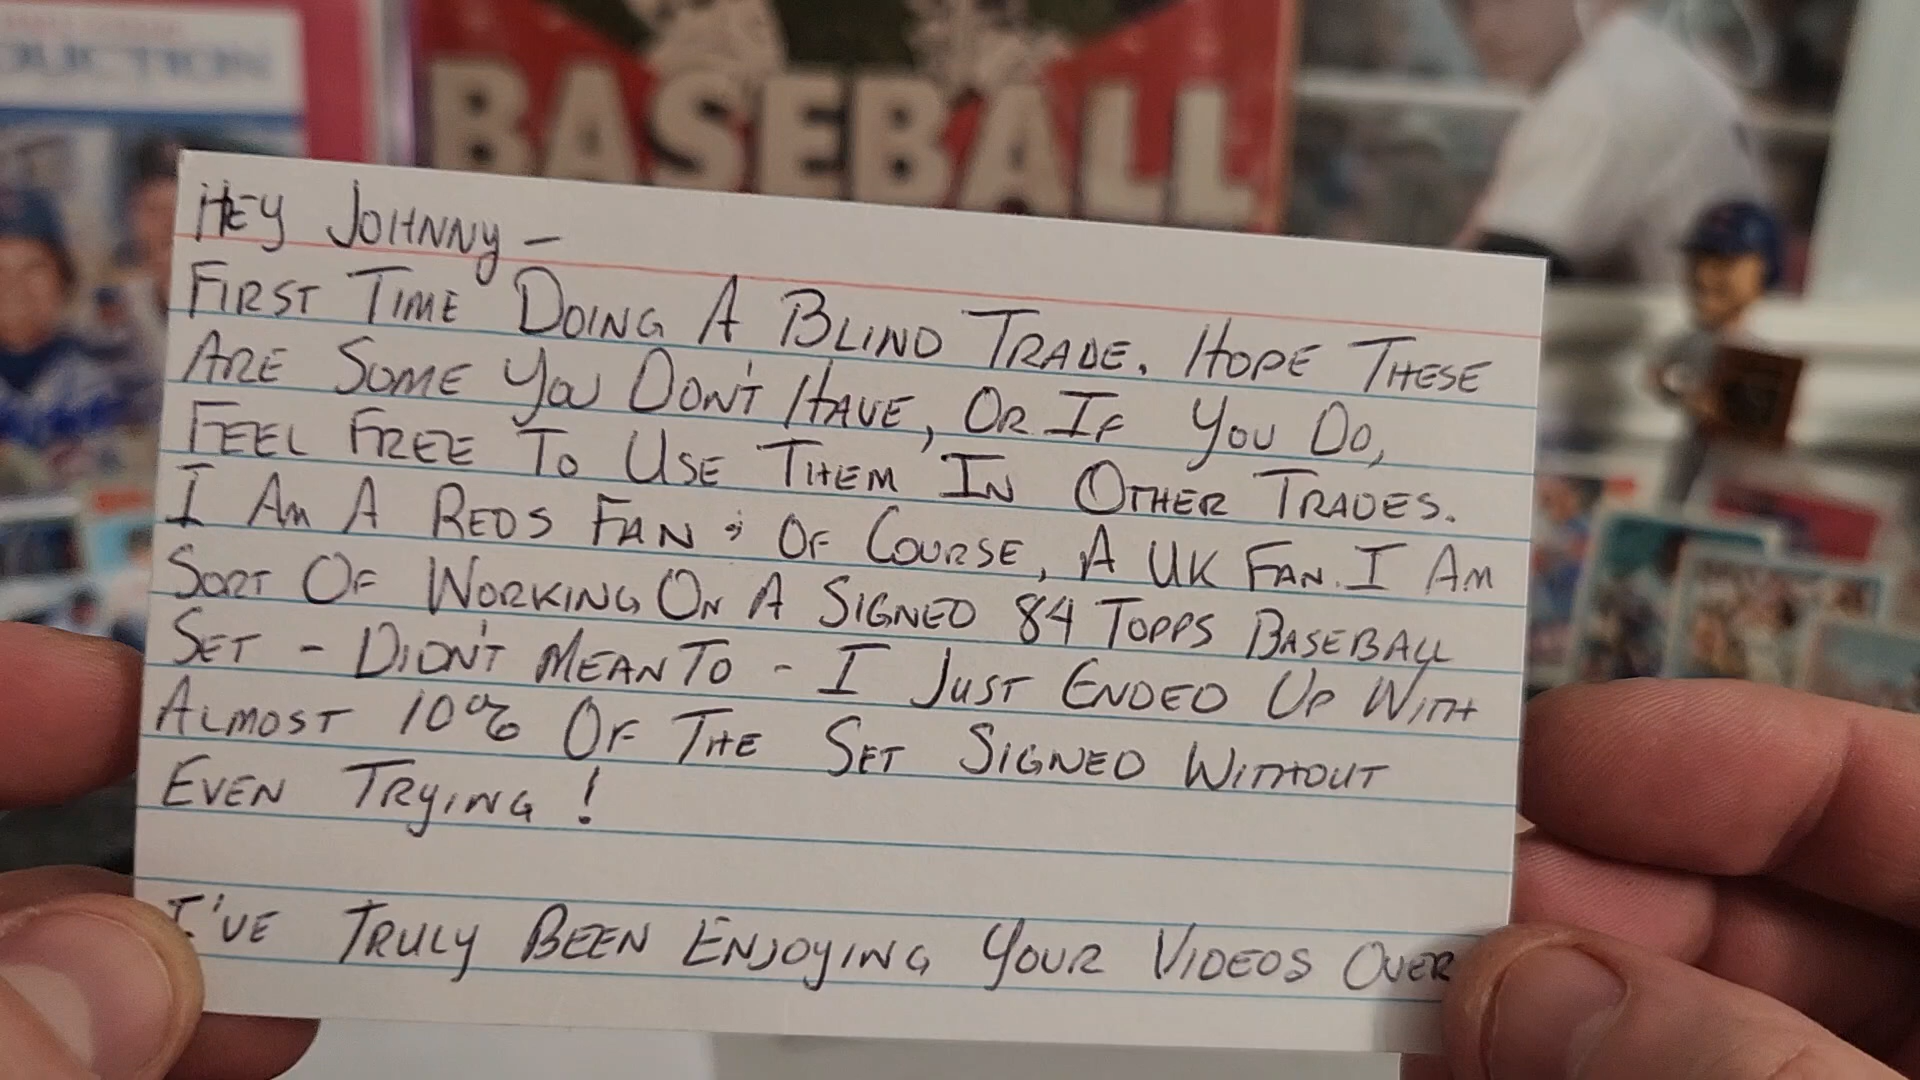 DUCTION
BASEBALL
HEY JOHNNY -
FIRST TIME DOING A BLIND TRADE. HOPE THESE
ARE SOME YOU DON'T HAVE, OR IF YOU DO,
FEEL FREE TO USE THEM IN OTHER TRADES.
I AM A REDS FAN & OF COURSE, A UK FAN. I AM
SORT OF WORKING ON A SIGNED 84 TOPPS BASEBALL
SET - DIDN'T MEAN TO - I JUST ENDED UP WITH
ALMOST 10% OF THE SET SIGNED WITHOUT
EVEN TRYING!
I'VE TRULY BEEN ENJOYING YOUR VIDEOS OVER